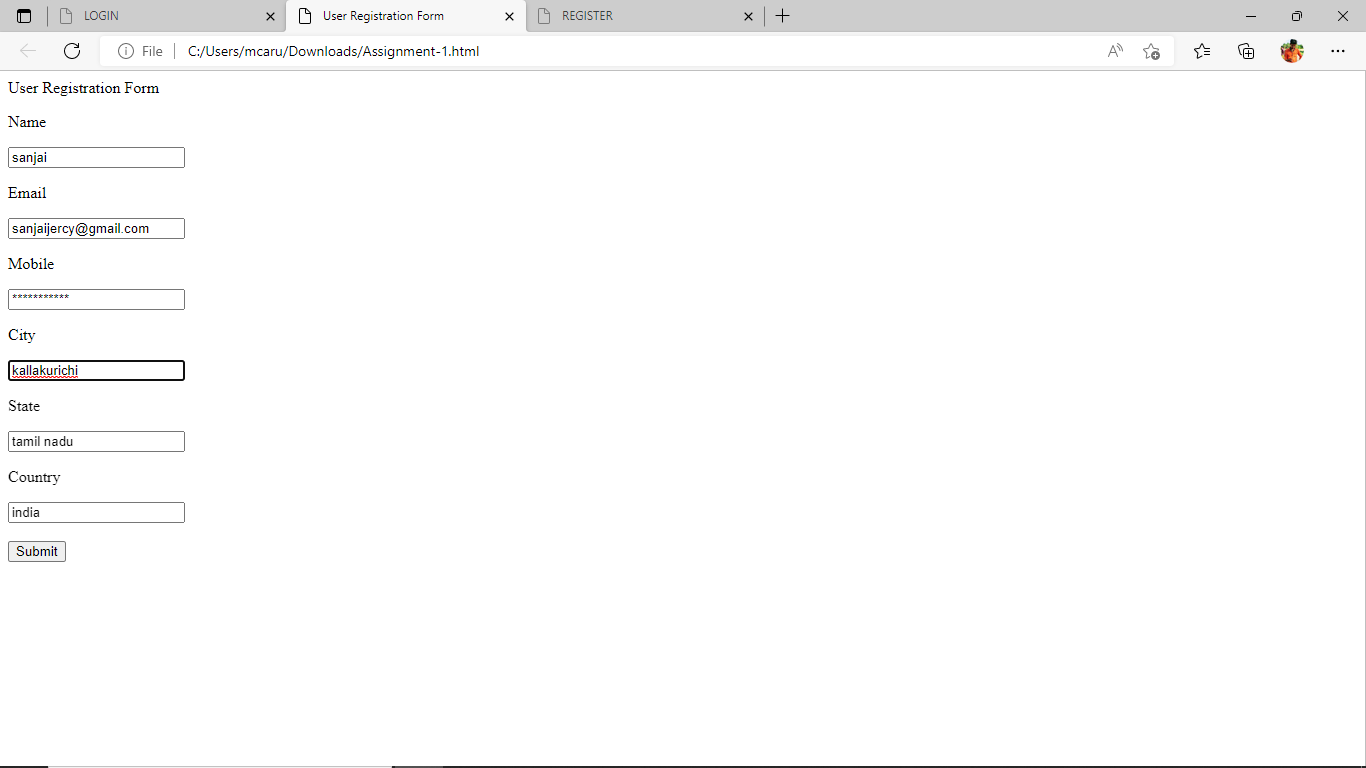 LOGIN User Registration Form REGISTER
File C:/Users/mcaru/Downloads/Assignment-1.html
User Registration Form
Name
sanjai
Email
sanjaijercy@gmail.com
Mobile
***********
City
kallakurichi
State
tamil nadu
Country
india
Submit